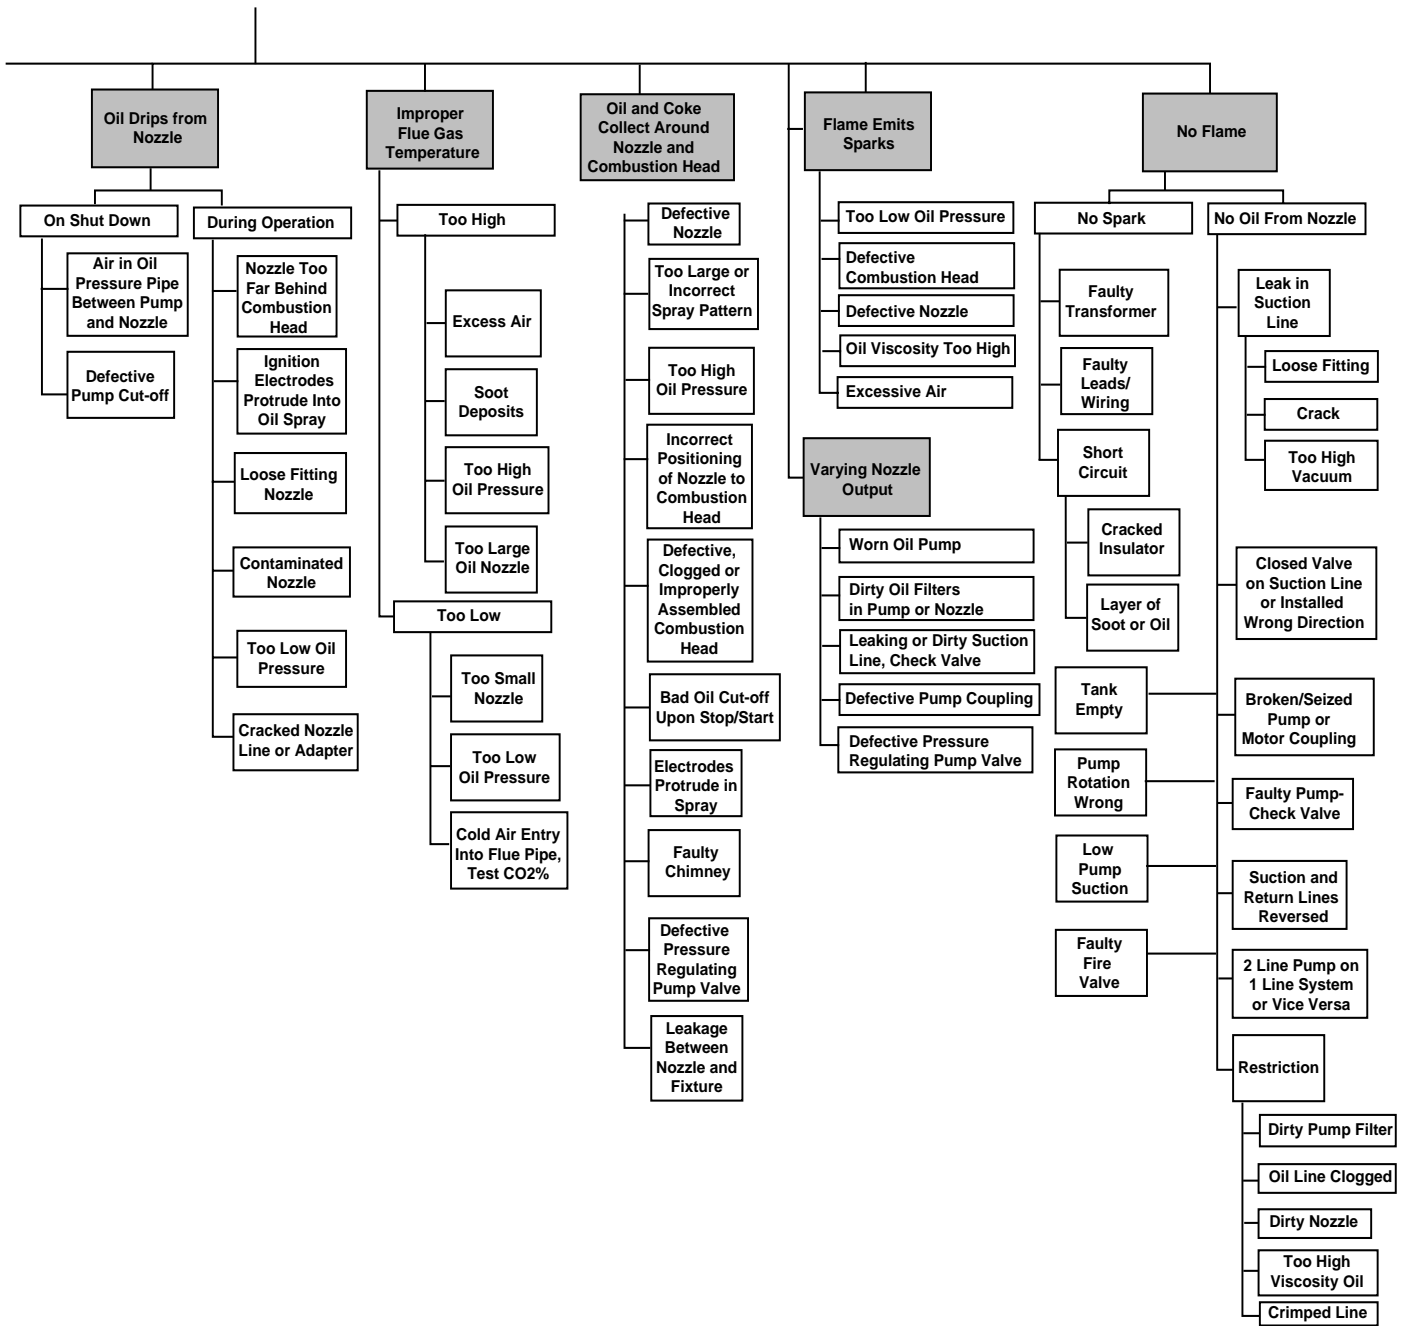 Oil Drips from
Nozzle
On Shut Down
Air in Oil
Pressure Pipe
Between Pump
and Nozzle
Defective
Pump Cut-off
During Operation
Nozzle Too
Far Behind
Combustion
Head
Ignition
Electrodes
Protrude Into
Oil Spray
Loose Fitting
Nozzle
Contaminated
Nozzle
Too Low Oil
Pressure
Cracked Nozzle
Line or Adapter
Improper
Flue Gas
Temperature
Too High
Excess Air
Soot
Deposits
Too High
Oil Pressure
Too Large
Oil Nozzle
Too Low
Too Small
Nozzle
Too Low
Oil Pressure
Cold Air Entry
Into Flue Pipe,
Test CO2%
Oil and Coke
Collect Around
Nozzle and
Combustion Head
Defective
Nozzle
Too Large or
Incorrect
Spray Pattern
Too High
Oil Pressure
Incorrect
Positioning
of Nozzle to
Combustion
Head
Defective,
Clogged or
Improperly
Assembled
Combustion
Head
Bad Oil Cut-off
Upon Stop/Start
Electrodes
Protrude in
Spray
Faulty
Chimney
Defective
Pressure
Regulating
Pump Valve
Leakage
Between
Nozzle and
Fixture
Flame Emits
Sparks
Too Low Oil Pressure
Defective
Combustion Head
Defective Nozzle
Oil Viscosity Too High
Excessive Air
Varying Nozzle
Output
Worn Oil Pump
Dirty Oil Filters
in Pump or Nozzle
Leaking or Dirty Suction
Line, Check Valve
Defective Pump Coupling
Defective Pressure
Regulating Pump Valve
No Flame
No Spark
Faulty
Transformer
Faulty
Leads/
Wiring
Short
Circuit
Cracked
Insulator
Layer of
Soot or Oil
No Oil From Nozzle
Leak in
Suction
Line
Loose Fitting
Crack
Too High
Vacuum
Closed Valve
on Suction Line
or Installed
Wrong Direction
Tank
Empty
Broken/Seized
Pump or
Motor Coupling
Pump
Rotation
Wrong
Faulty Pump-
Check Valve
Low
Pump
Suction
Suction and
Return Lines
Reversed
Faulty
Fire
Valve
2 Line Pump on
1 Line System
or Vice Versa
Restriction
Dirty Pump Filter
Oil Line Clogged
Dirty Nozzle
Too High
Viscosity Oil
Crimped Line